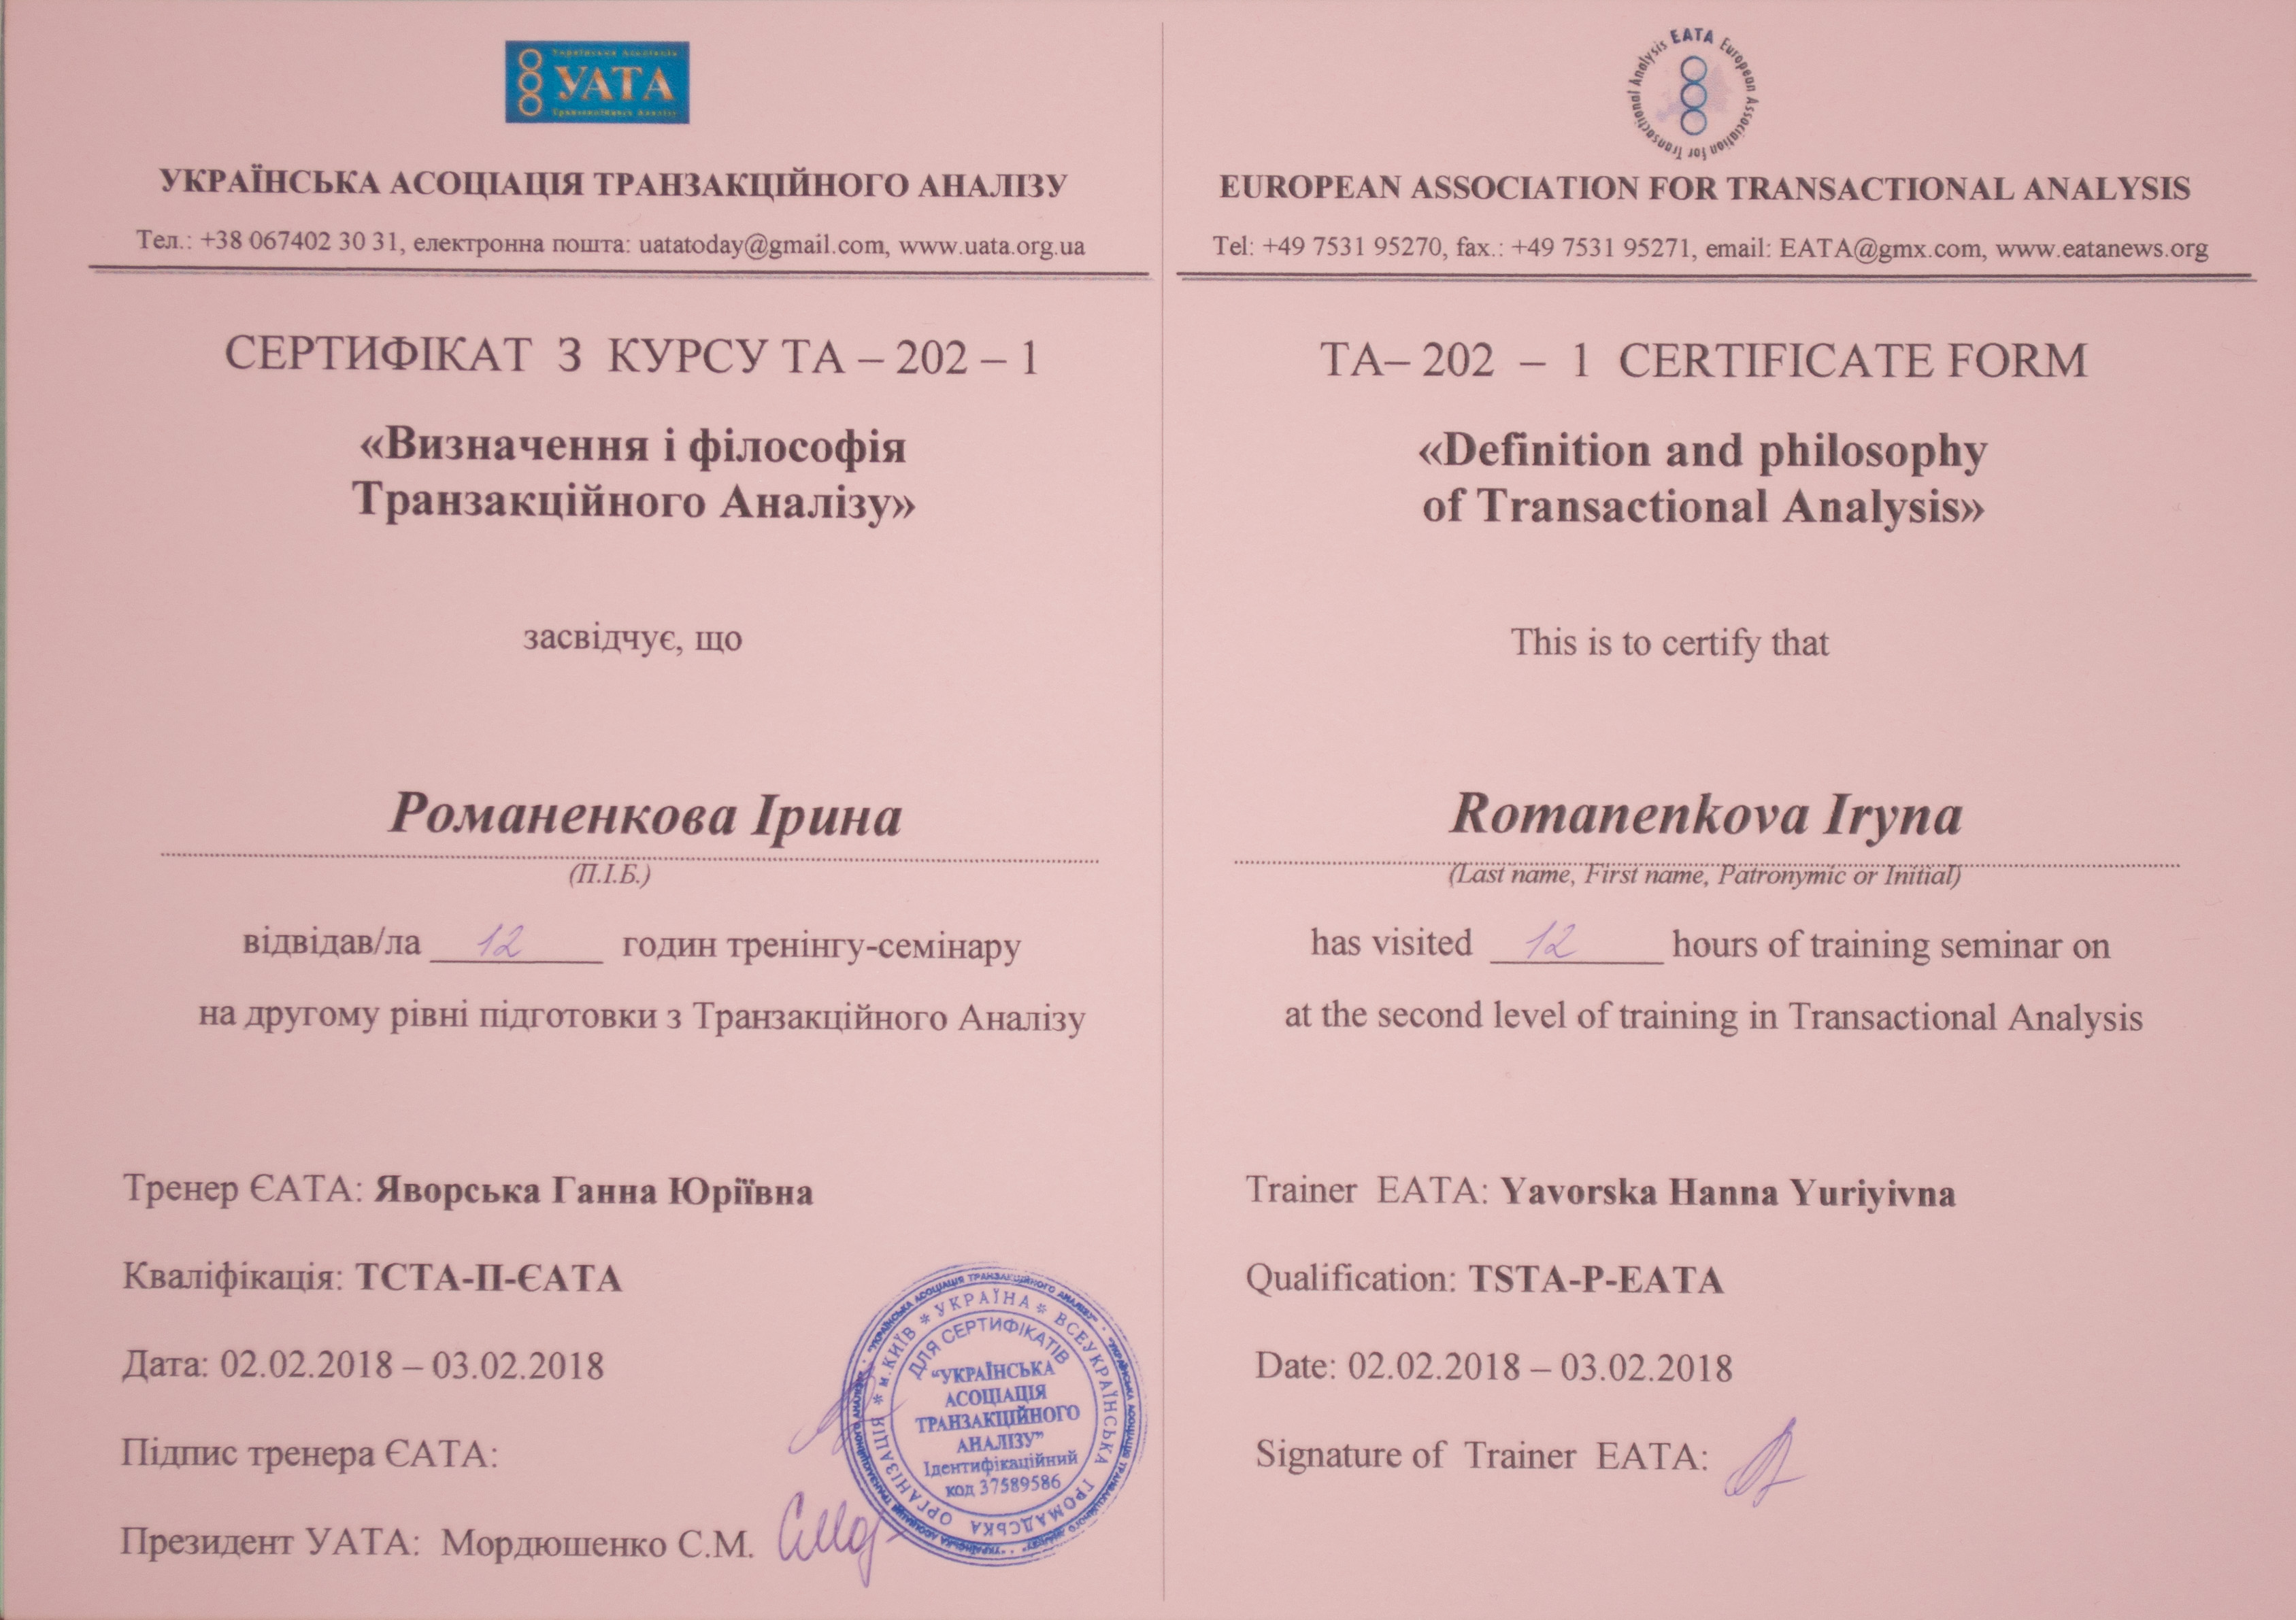 Українська Асоціація
УАТА
Транзакційного Аналізу
УКРАЇНСЬКА АСОЦІАЦІЯ ТРАНЗАКЦІЙНОГО АНАЛІЗУ
Тел.: +38 067402 30 31, електронна пошта: uatatoday@gmail.com, www.uata.org.ua
СЕРТИФІКАТ З КУРСУ ТА – 202 – 1
«Визначення і філософія
Транзакційного Аналізу»
засвідчує, що
Романенкова Ірина
(П.І.Б.)
відвідав/ла 12 годин тренінгу-семінару
на другому рівні підготовки з Транзакційного Аналізу
Тренер ЄАТА: Яворська Ганна Юріївна
Кваліфікація: ТСТА-П-ЄАТА
Дата: 02.02.2018 – 03.02.2018
Підпис тренера ЄАТА:
Президент УАТА: Мордюшенко С.М.
* УКРАЇНА * ВСЕУКРАЇНСЬКА ГРОМАДСЬКА ОРГАНІЗАЦІЯ * м.КИЇВ
ДЛЯ СЕРТИФІКАТІВ
“УКРАЇНСЬКА
АСОЦІАЦІЯ
ТРАНЗАКЦІЙНОГО
АНАЛІЗУ”
Ідентифікаційний
код 37589586
EATA European Association for Transactional Analysis
EUROPEAN ASSOCIATION FOR TRANSACTIONAL ANALYSIS
Tel: +49 7531 95270, fax.: +49 7531 95271, email: EATA@gmx.com, www.eatanews.org
TA– 202 – 1 CERTIFICATE FORM
«Definition and philosophy
of Transactional Analysis»
This is to certify that
Romanenkova Iryna
(Last name, First name, Patronymic or Initial)
has visited 12 hours of training seminar on
at the second level of training in Transactional Analysis
Trainer EATA: Yavorska Hanna Yuriyivna
Qualification: TSTA-P-EATA
Date: 02.02.2018 – 03.02.2018
Signature of Trainer EATA: